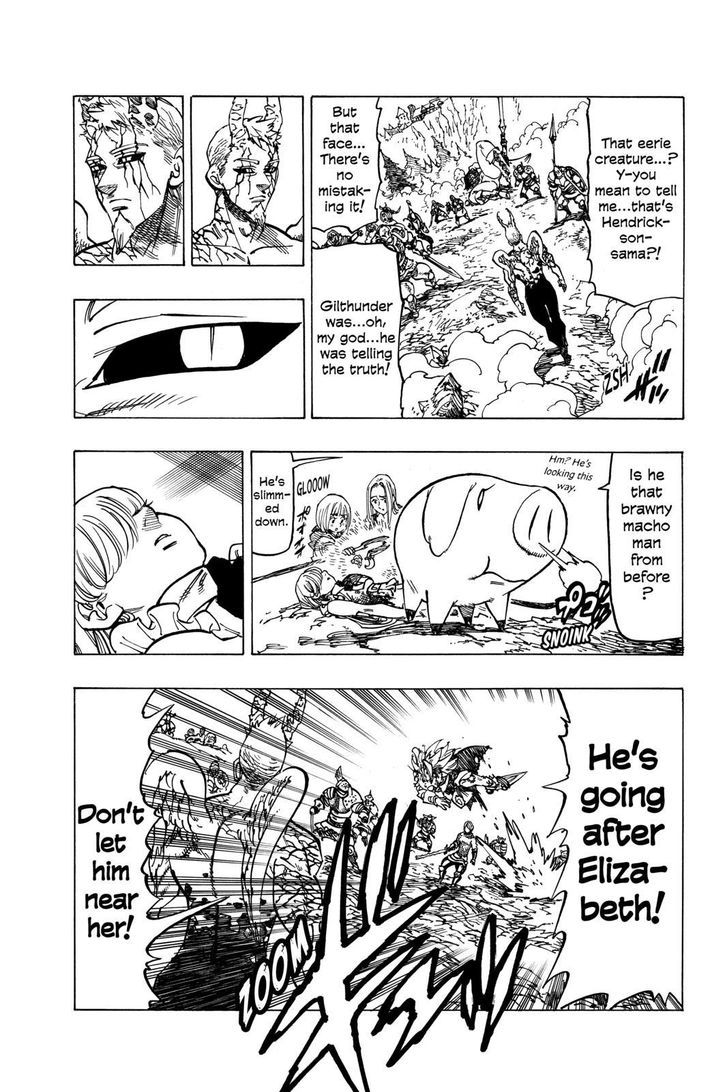 That eerie
creature...?
Y-you
mean to tell
me...that's
Hendrick-
son-
sama?!
But
that
face...
There's
no
mistak-
ing it!
Gilthunder
was...oh,
my god...he
was telling
the truth!
ZSH
ザッ
Is he
that
brawny
macho
man from
before
?
Hm? He's
looking this
way.
He's
slimm-
ed
down.
GLOOOW
SNOINK
He's
going
after
Eliza-
beth!
Don't
let
him
near
her!
ZOOM